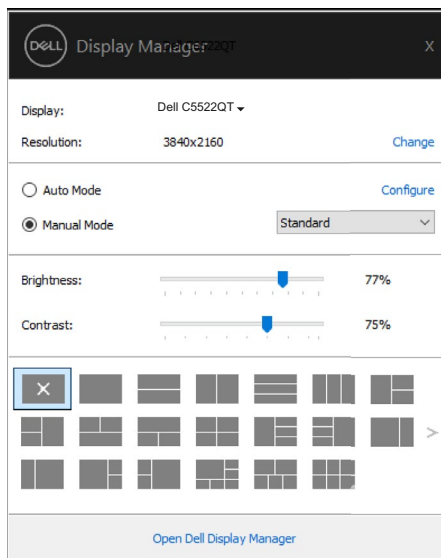 DELL Display Manager
X
Display: Dell C5522QT
Resolution: 3840x2160 Change
Auto Mode Configure
Manual Mode Standard
Brightness: 77%
Contrast: 75%
Open Dell Display Manager